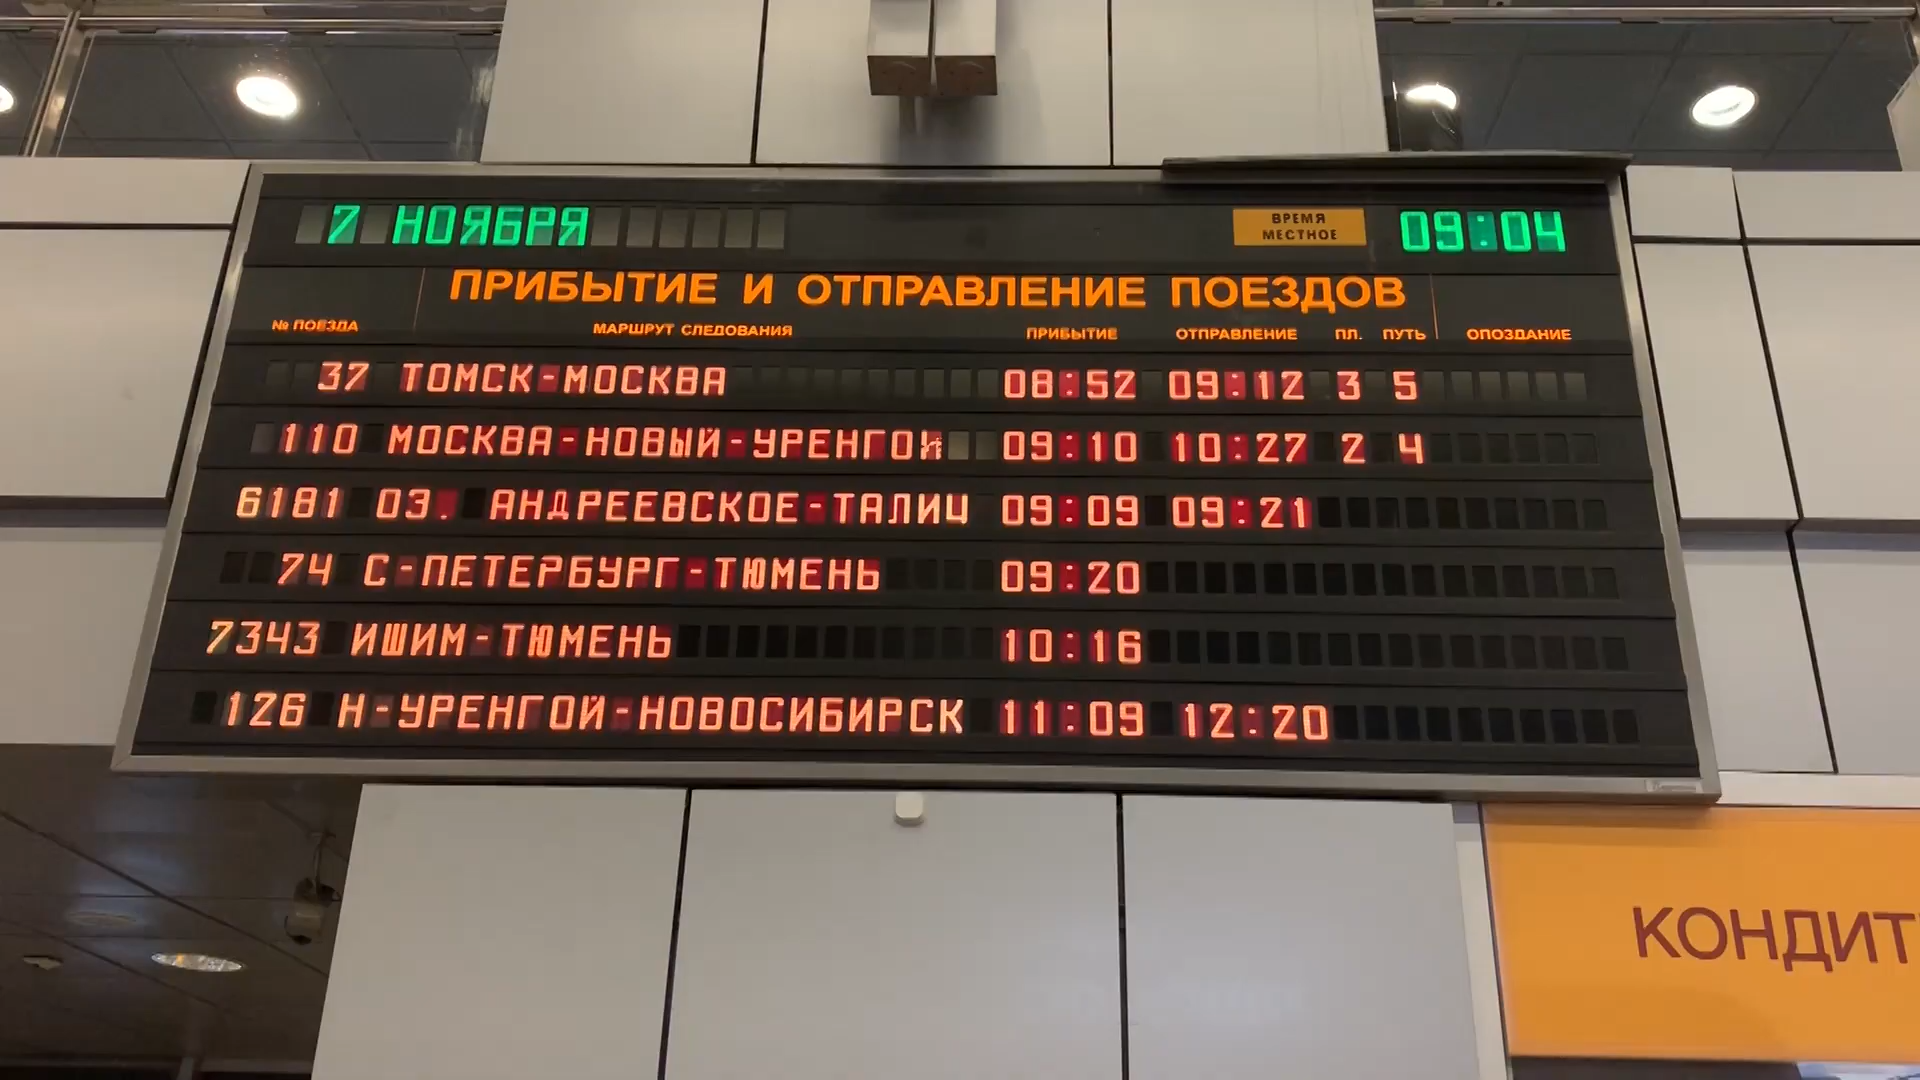 7 НОЯБРЯ ВРЕМЯ МЕСТНОЕ 09:04
ПРИБЫТИЕ И ОТПРАВЛЕНИЕ ПОЕЗДОВ
№ ПОЕЗДА МАРШРУТ СЛЕДОВАНИЯ ПРИБЫТИЕ ОТПРАВЛЕНИЕ ПЛ. ПУТЬ ОПОЗДАНИЕ
37 ТОМСК-МОСКВА 08:52 09:12 3 5
110 МОСКВА-НОВЫЙ-УРЕНГОЙ 09:10 10:27 2 4
6181 ОЗ. АНДРЕЕВСКОЕ-ТАЛИЦ 09:09 09:21
74 С-ПЕТЕРБУРГ-ТЮМЕНЬ 09:20
7343 ИШИМ-ТЮМЕНЬ 10:16
126 Н-УРЕНГОЙ-НОВОСИБИРСК 11:09 12:20
КОНДИТ